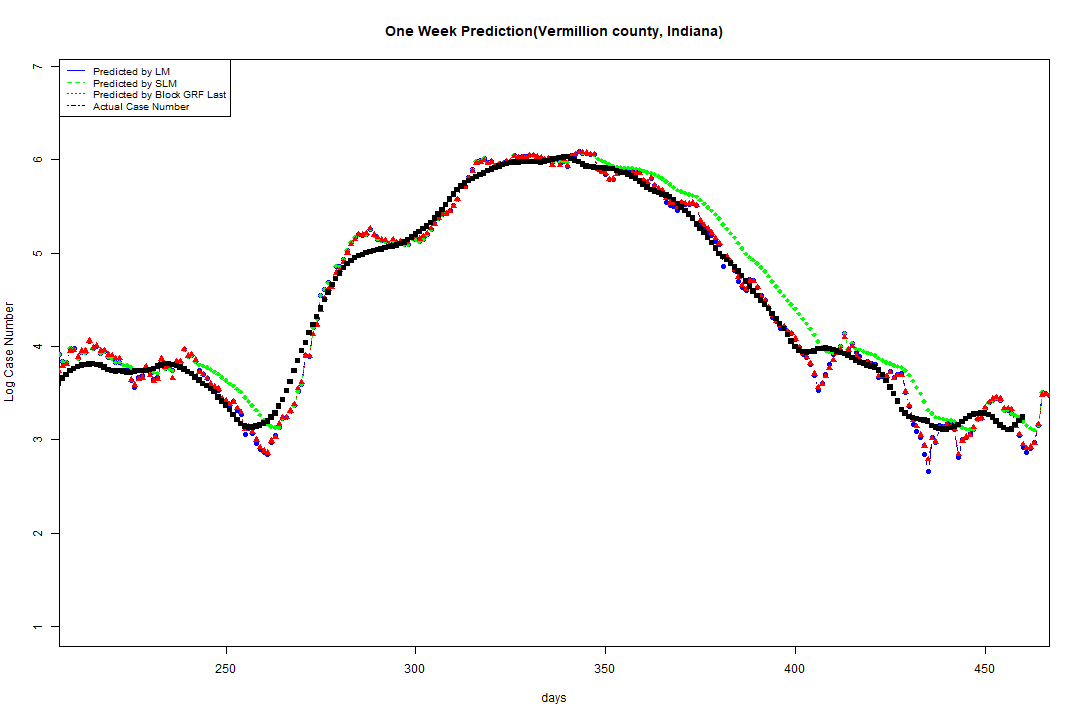 One Week Prediction(Vermillion county, Indiana)
Predicted by LM
Predicted by SLM
Predicted by Block GRF Last
Actual Case Number
7
6
5
4
3
2
1
Log Case Number
250 300 350 400 450
days